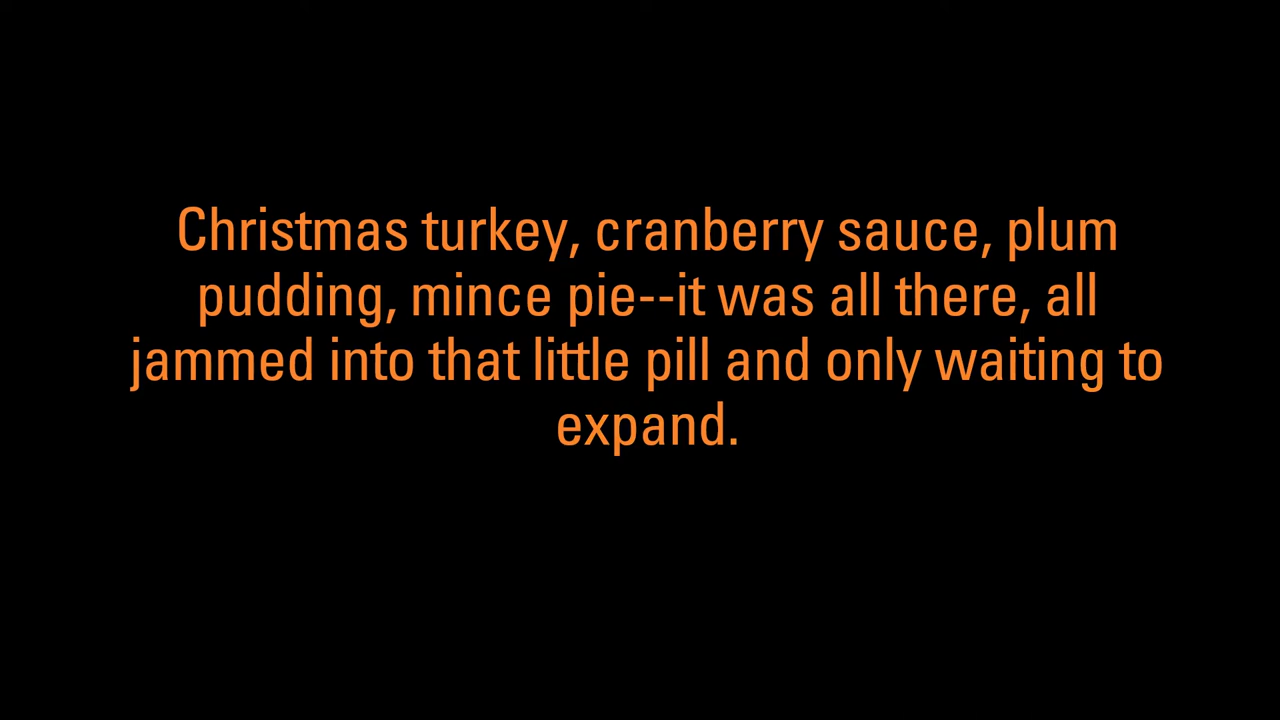 Christmas turkey, cranberry sauce, plum
pudding, mince pie--it was all there, all
jammed into that little pill and only waiting to
expand.